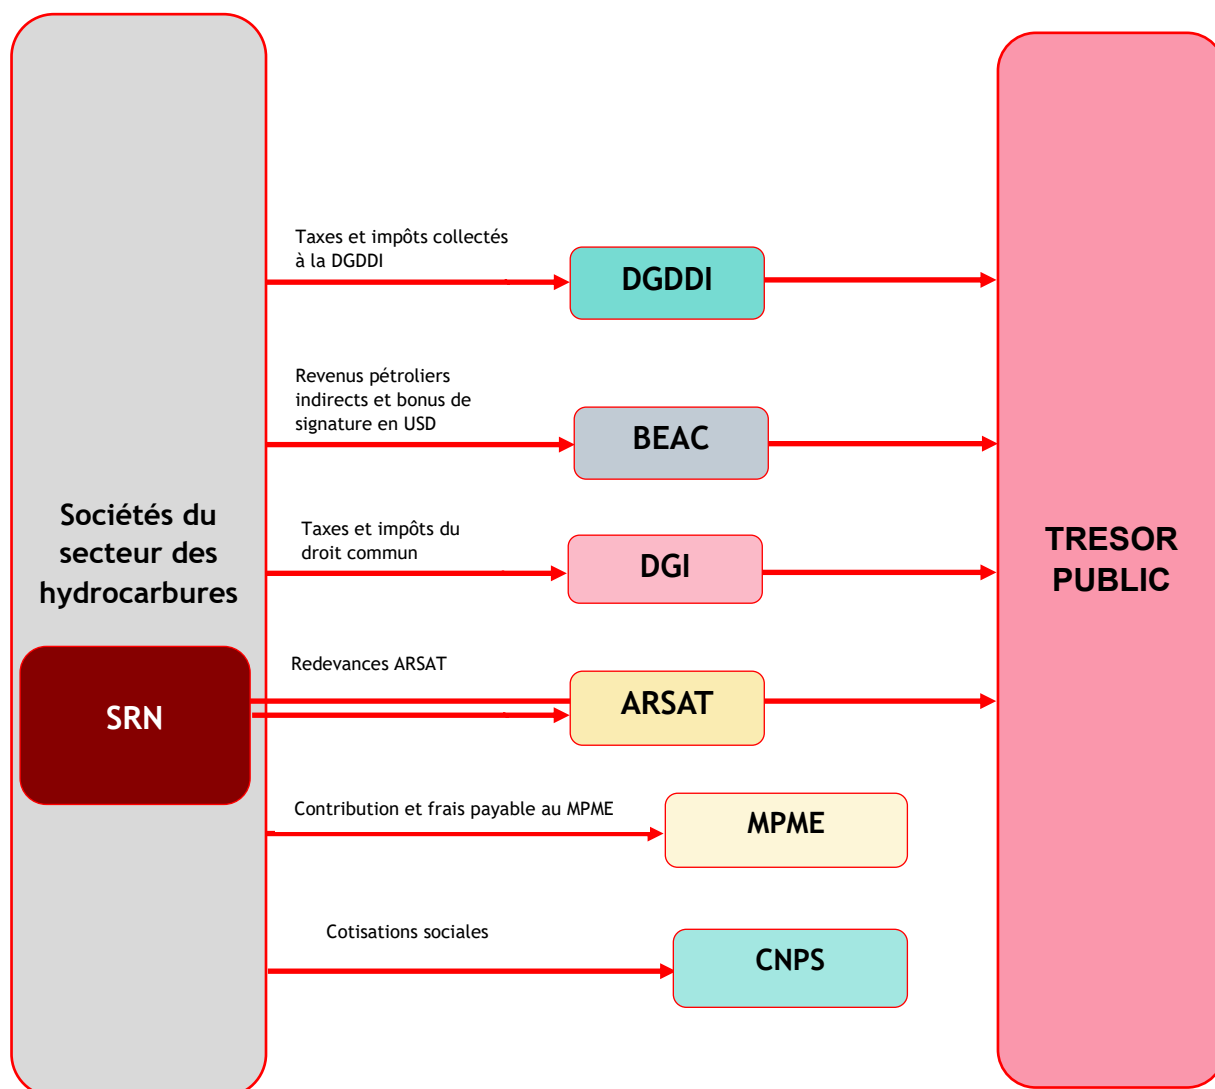 Taxes et impôts collectés
à la DGDDI
DGDDI
Revenus pétroliers
indirects et bonus de
signature en USD
BEAC
Sociétés du
secteur des
hydrocarbures
Taxes et impôts du
droit commun
DGI
TRESOR
PUBLIC
Redevances ARSAT
SRN
ARSAT
Contribution et frais payable au MPME
MPME
Cotisations sociales
CNPS